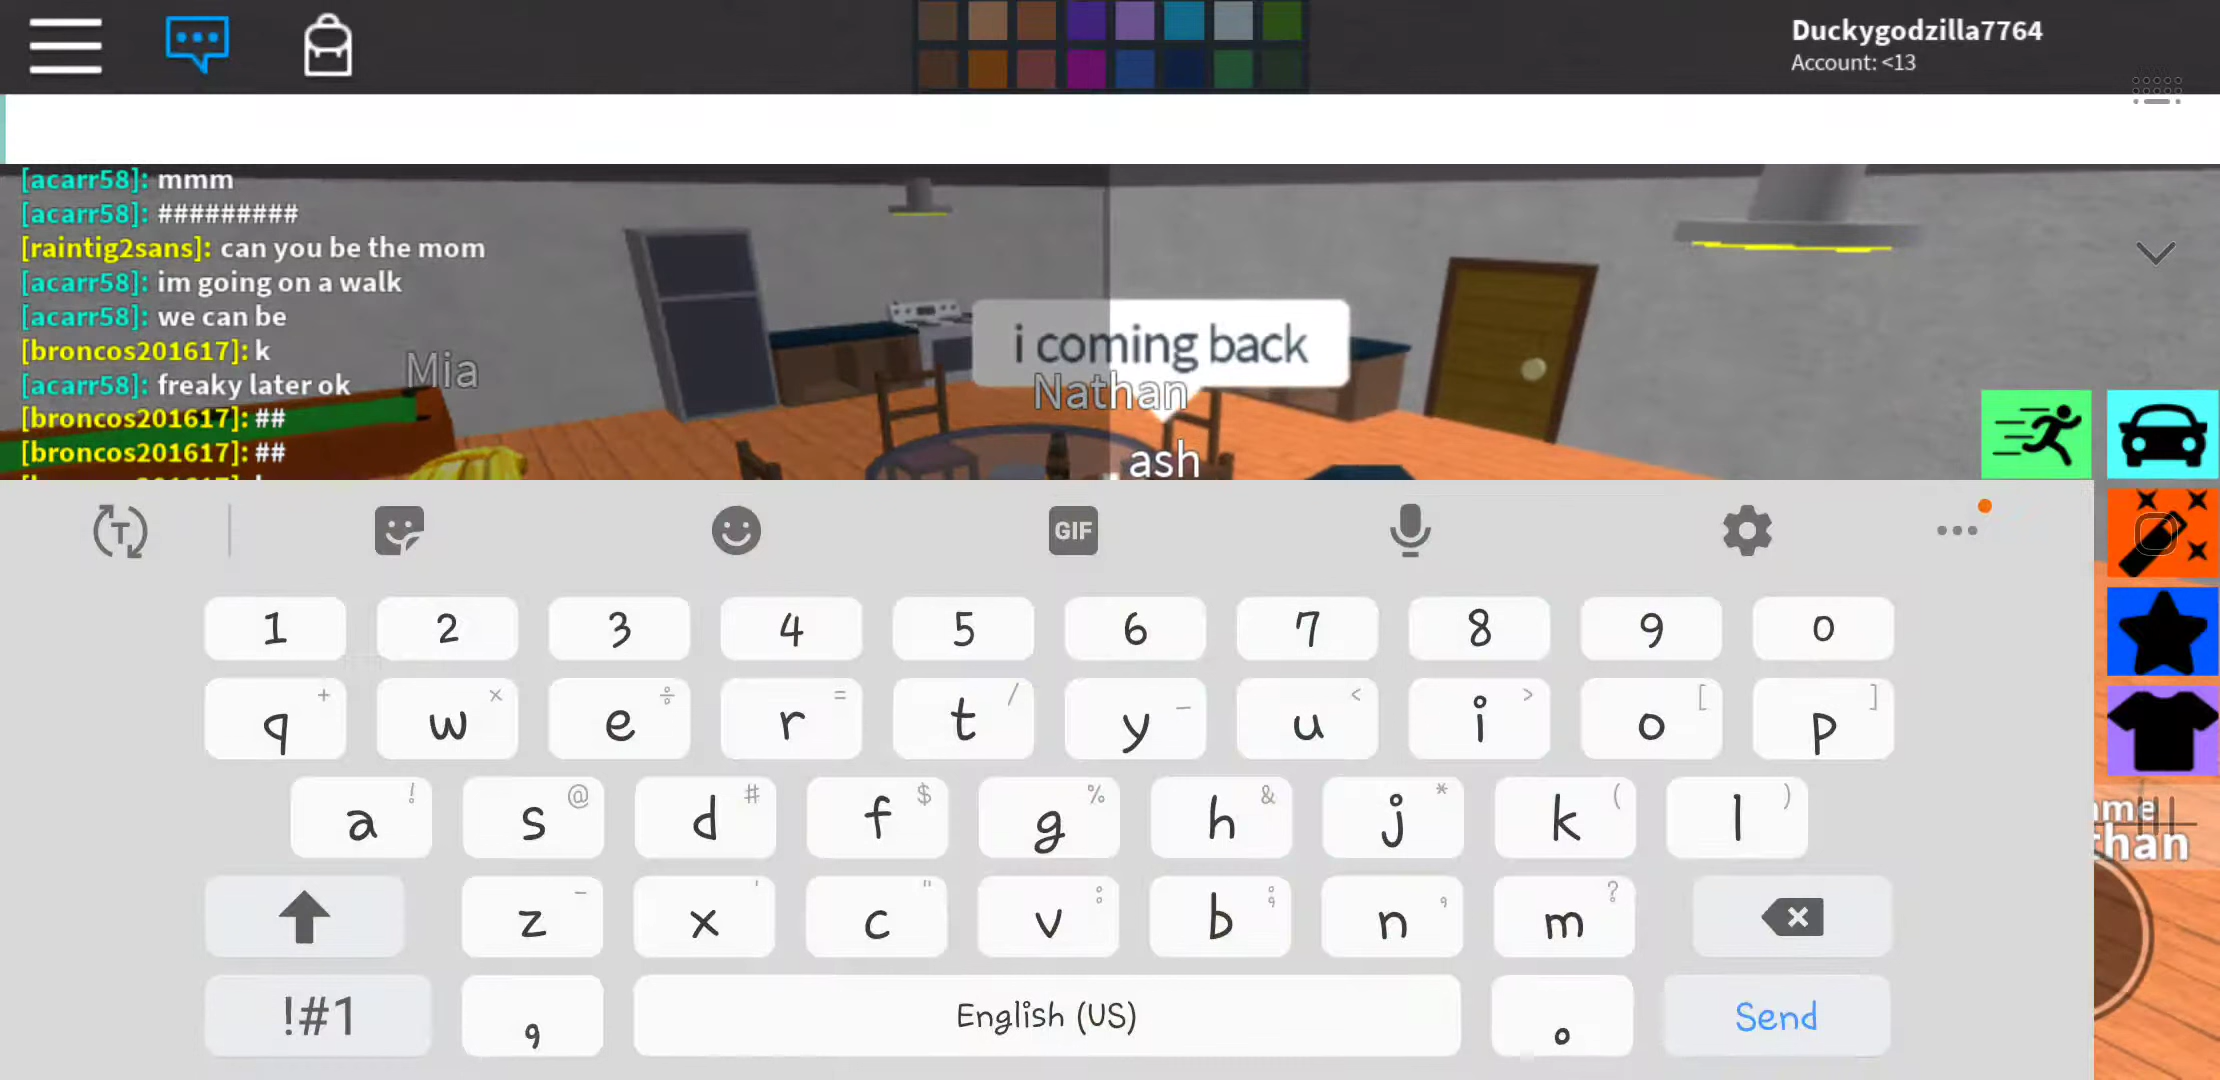 Duckygodzilla7764
Account: <13
[acarr58]: mmm
[acarr58]: #########
[raintig2sans]: can you be the mom
[acarr58]: im going on a walk
[acarr58]: we can be
[broncos201617]: k
[acarr58]: freaky later ok
[broncos201617]: ##
[broncos201617]: ##
Mia
i coming back
Nathan
ash
T
GIF
1 2 3 4 5 6 7 8 9 0
q + w × e ÷ r = t / y _ u < i > o [ p ]
a ! s @ d # f $ g % h & j * k ( l )
z - x ' c " v : b ; n , m ?
!#1 , English (US) . Send
me
than